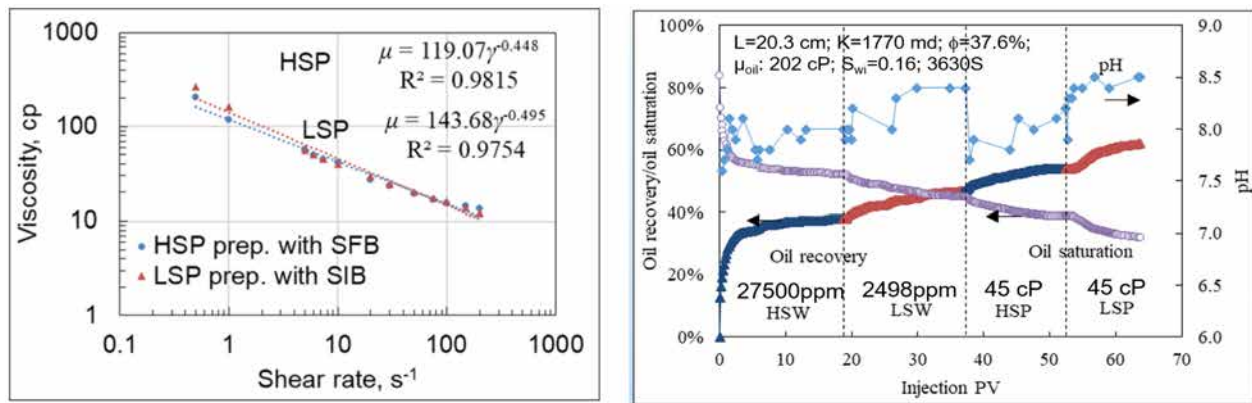 1000
100
10
1
0.1
1
10
100
1000
Viscosity, cp
Shear rate, s-1
HSP
μ = 119.07γ-0.448
R² = 0.9815
LSP
μ = 143.68γ-0.495
R² = 0.9754
HSP prep. with SFB
LSP prep. with SIB
100%
80%
60%
40%
20%
0%
Oil recovery/oil saturation
L=20.3 cm; K=1770 md; ϕ=37.6%;
μoil: 202 cP; Swi=0.16; 3630S
pH
Oil recovery
Oil saturation
27500ppm
HSW
2498ppm
LSW
45 cP
HSP
45 cP
LSP
0
10
20
30
40
50
60
70
Injection PV
9.0
8.5
8.0
7.5
7.0
6.5
6.0
pH